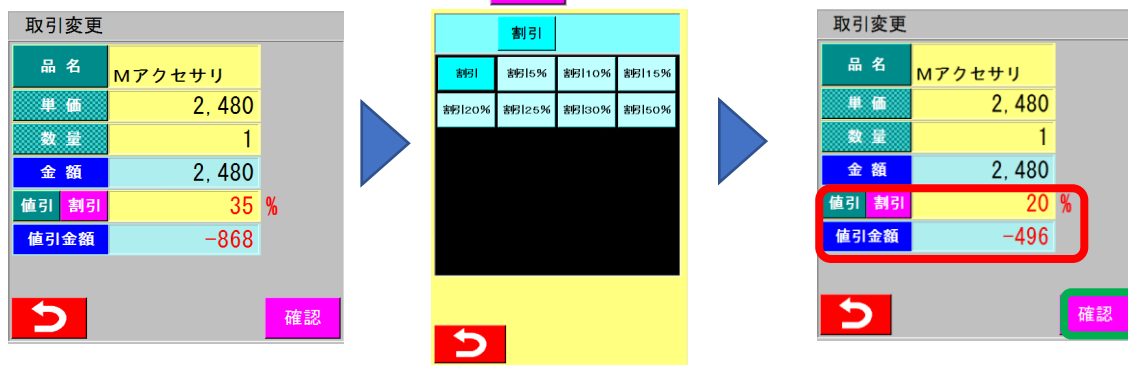 取引変更
品 名 Mアクセサリ
単 価 2,480
数 量 1
金 額 2,480
値引 割引 35 %
値引金額 -868
確認
割引
割引 割引5% 割引10% 割引15%
割引20% 割引25% 割引30% 割引50%
取引変更
品 名 Mアクセサリ
単 価 2,480
数 量 1
金 額 2,480
値引 割引 20 %
値引金額 -496
確認